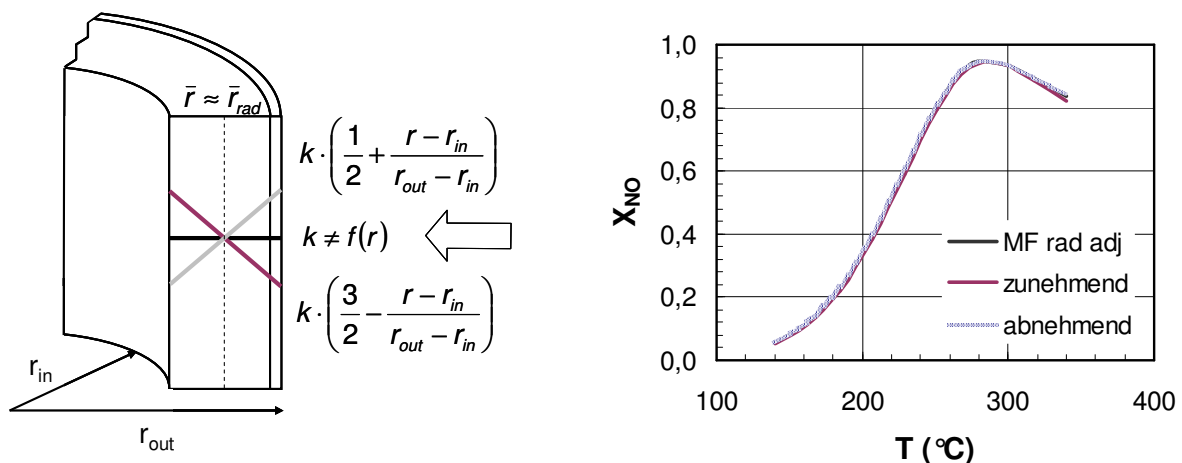 r̄ ≈ r̄rad
k · (1/2 + (r − rin)/(rout − rin))
k ≠ f(r)
k · (3/2 − (r − rin)/(rout − rin))
rin
rout
1,0
0,8
0,6
0,4
0,2
0,0
XNO
MF rad adj
zunehmend
abnehmend
100 200 300 400
T (°C)